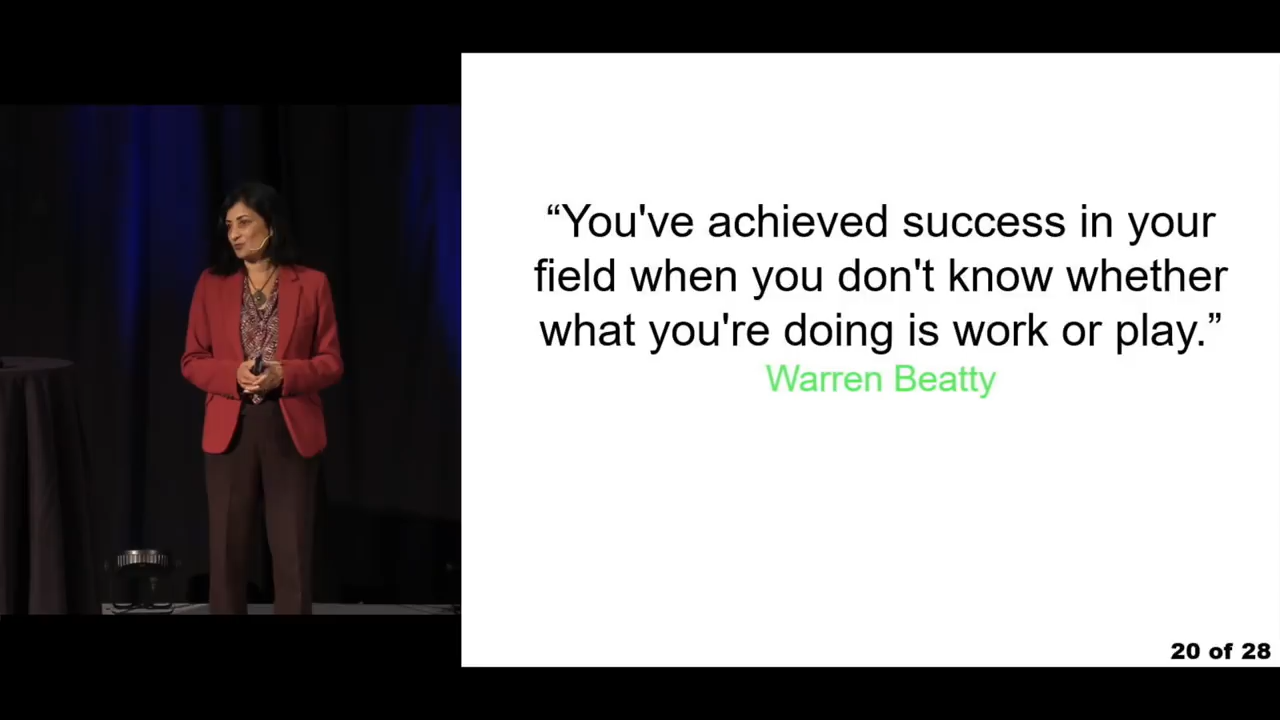 “You've achieved success in your
field when you don't know whether
what you're doing is work or play.”
Warren Beatty
20 of 28